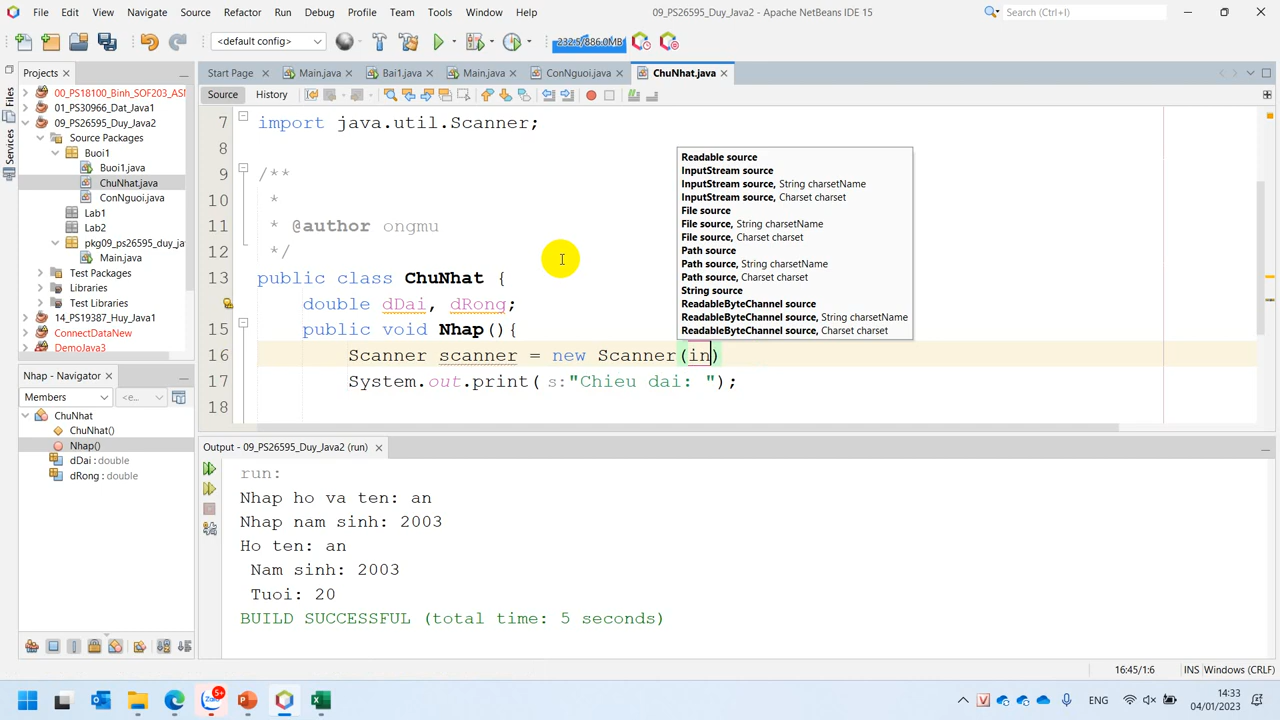 File Edit View Navigate Source Refactor Run Debug Profile Team Tools Window Help
09_PS26595_Duy_Java2 - Apache NetBeans IDE 15
Search (Ctrl+I)
<default config>
232.5/886.0MB
Projects
Files
Services
00_PS18100_Binh_SOF203_ASM
01_PS30966_Dat_Java1
09_PS26595_Duy_Java2
Source Packages
Buoi1
Buoi1.java
ChuNhat.java
ConNguoi.java
Lab1
Lab2
pkg09_ps26595_duy_ja
Main.java
Test Packages
Libraries
Test Libraries
14_PS19387_Huy_Java1
ConnectDataNew
DemoJava3
Start Page Main.java Bai1.java Main.java ConNguoi.java ChuNhat.java
Source History
7 import java.util.Scanner;
8
9 /**
10 *
11 * @author ongmu
12 */
13 public class ChuNhat {
14 double dDai, dRong;
15 public void Nhap(){
16 Scanner scanner = new Scanner(in)
17 System.out.print(s:"Chieu dai: ");
18
Readable source
InputStream source
InputStream source, String charsetName
InputStream source, Charset charset
File source
File source, String charsetName
File source, Charset charset
Path source
Path source, String charsetName
Path source, Charset charset
String source
ReadableByteChannel source
ReadableByteChannel source, String charsetName
ReadableByteChannel source, Charset charset
Nhap - Navigator
Members
<e...
ChuNhat
ChuNhat()
Nhap()
dDai : double
dRong : double
Output - 09_PS26595_Duy_Java2 (run)
run:
Nhap ho va ten: an
Nhap nam sinh: 2003
Ho ten: an
Nam sinh: 2003
Tuoi: 20
BUILD SUCCESSFUL (total time: 5 seconds)
16:45/1:6 INS Windows (CRLF)
Zalo
5+
ENG
14:33
04/01/2023